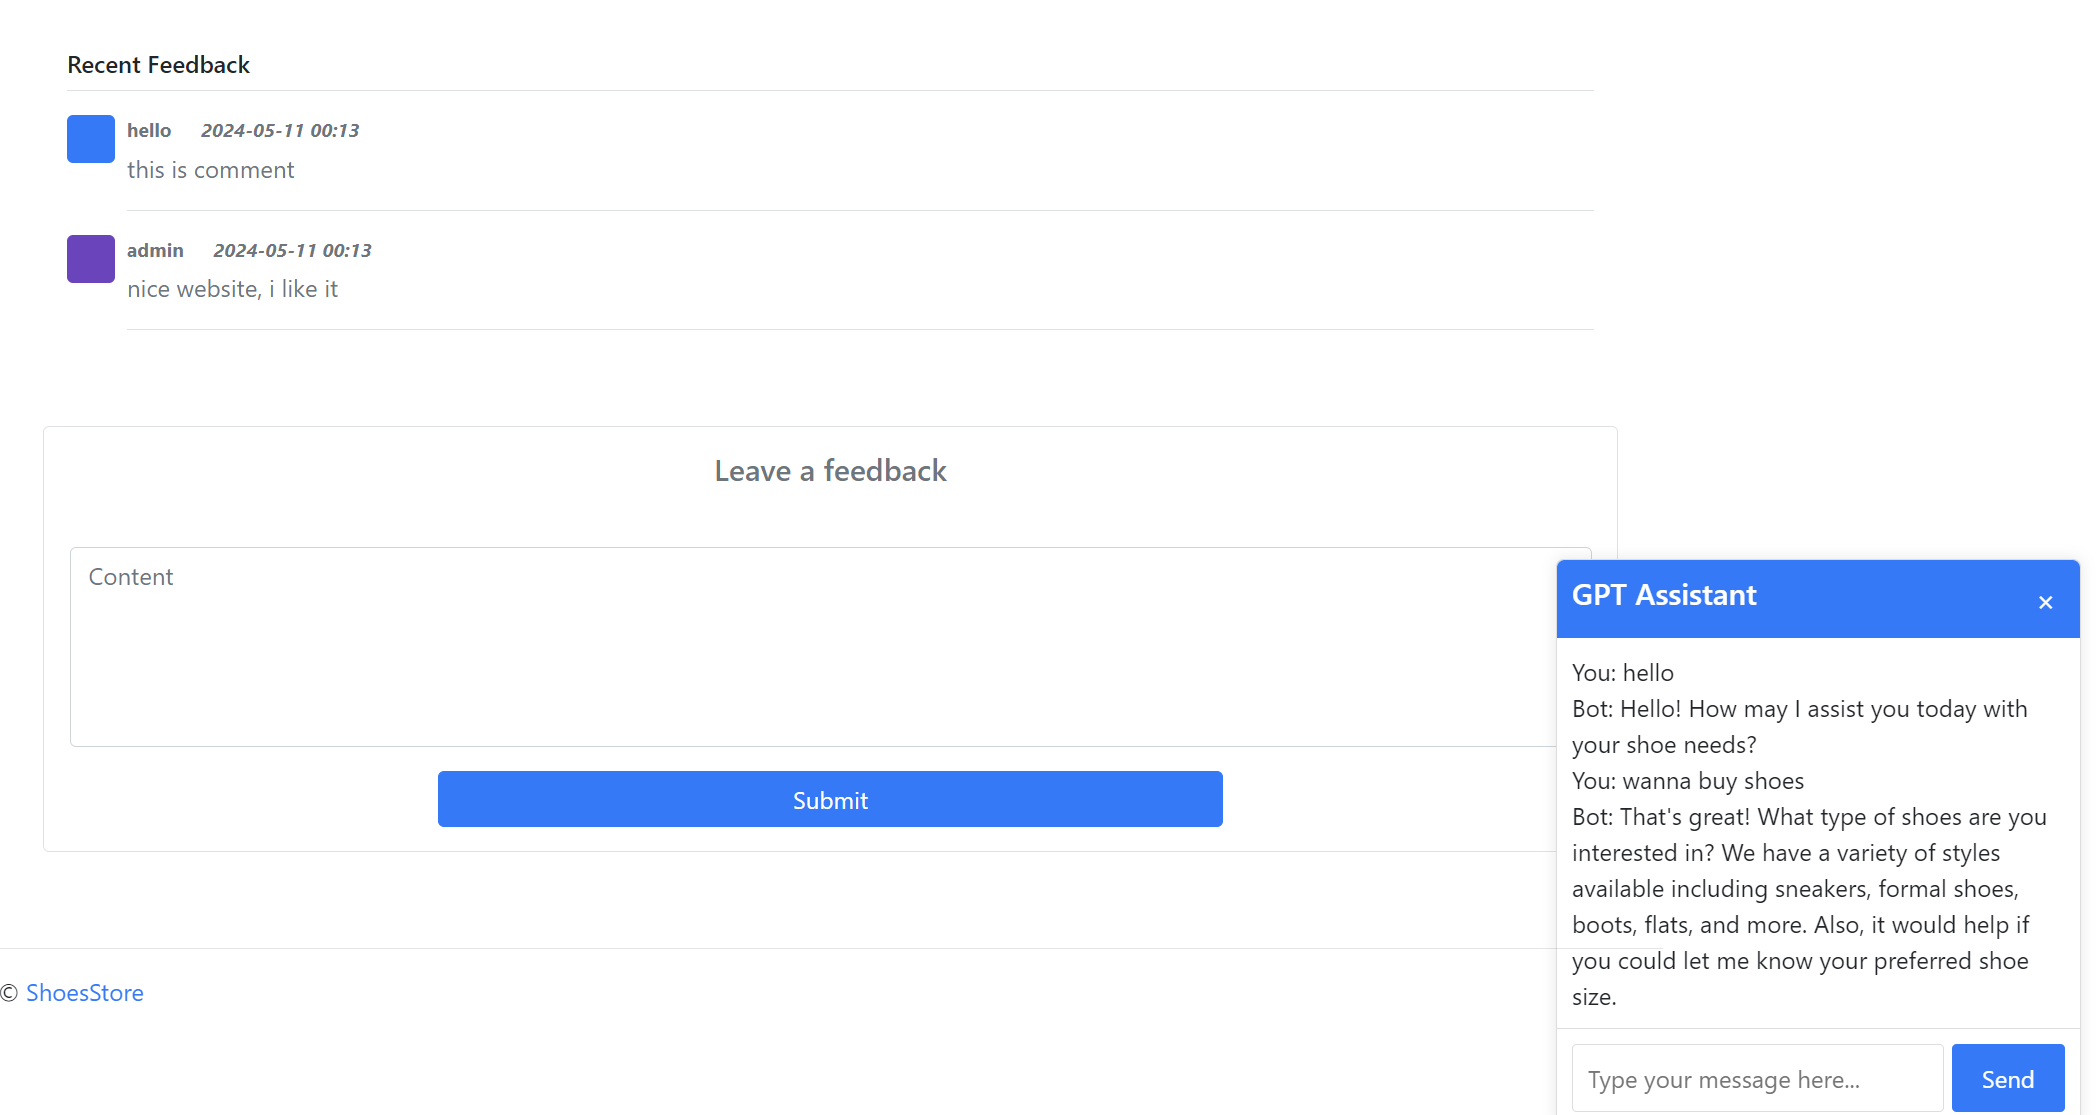 Recent Feedback
hello 2024-05-11 00:13
this is comment
admin 2024-05-11 00:13
nice website, i like it
Leave a feedback
Content
Submit
© ShoesStore
GPT Assistant ×
You: hello
Bot: Hello! How may I assist you today with
your shoe needs?
You: wanna buy shoes
Bot: That's great! What type of shoes are you
interested in? We have a variety of styles
available including sneakers, formal shoes,
boots, flats, and more. Also, it would help if
you could let me know your preferred shoe
size.
Type your message here...
Send